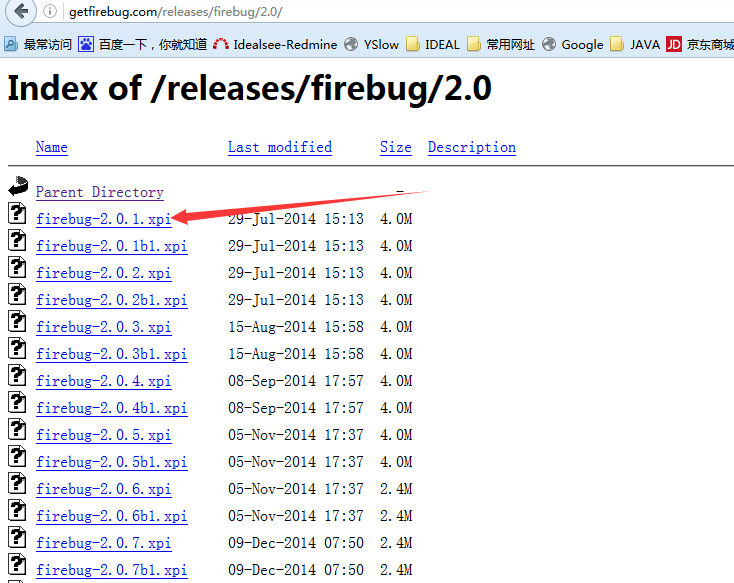 getfirebug.com/releases/firebug/2.0/
最常访问 百度一下，你就知道 Idealsee-Redmine YSlow IDEAL 常用网址 Google JAVA JD 京东商城
Index of /releases/firebug/2.0
Name Last modified Size Description
Parent Directory -
firebug-2.0.1.xpi 29-Jul-2014 15:13 4.0M
firebug-2.0.1b1.xpi 29-Jul-2014 15:13 4.0M
firebug-2.0.2.xpi 29-Jul-2014 15:13 4.0M
firebug-2.0.2b1.xpi 29-Jul-2014 15:13 4.0M
firebug-2.0.3.xpi 15-Aug-2014 15:58 4.0M
firebug-2.0.3b1.xpi 15-Aug-2014 15:58 4.0M
firebug-2.0.4.xpi 08-Sep-2014 17:57 4.0M
firebug-2.0.4b1.xpi 08-Sep-2014 17:57 4.0M
firebug-2.0.5.xpi 05-Nov-2014 17:37 4.0M
firebug-2.0.5b1.xpi 05-Nov-2014 17:37 4.0M
firebug-2.0.6.xpi 05-Nov-2014 17:37 2.4M
firebug-2.0.6b1.xpi 05-Nov-2014 17:37 2.4M
firebug-2.0.7.xpi 09-Dec-2014 07:50 2.4M
firebug-2.0.7b1.xpi 09-Dec-2014 07:50 2.4M